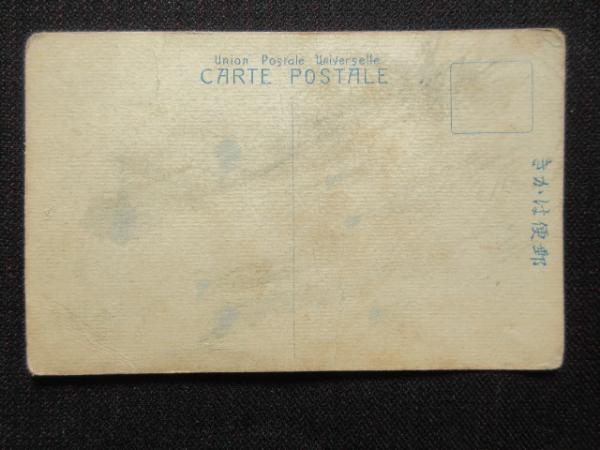 Union Postale Universelle
CARTE POSTALE
郵便はかき